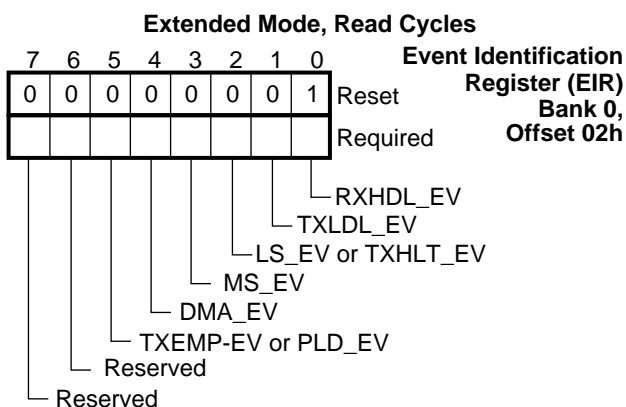 Extended Mode, Read Cycles
7 6 5 4 3 2 1 0
Event Identification
Register (EIR)
Bank 0,
Offset 02h
0 0 0 0 0 0 0 1 Reset
Required
RXHDL_EV
TXLDL_EV
LS_EV or TXHLT_EV
MS_EV
DMA_EV
TXEMP-EV or PLD_EV
Reserved
Reserved